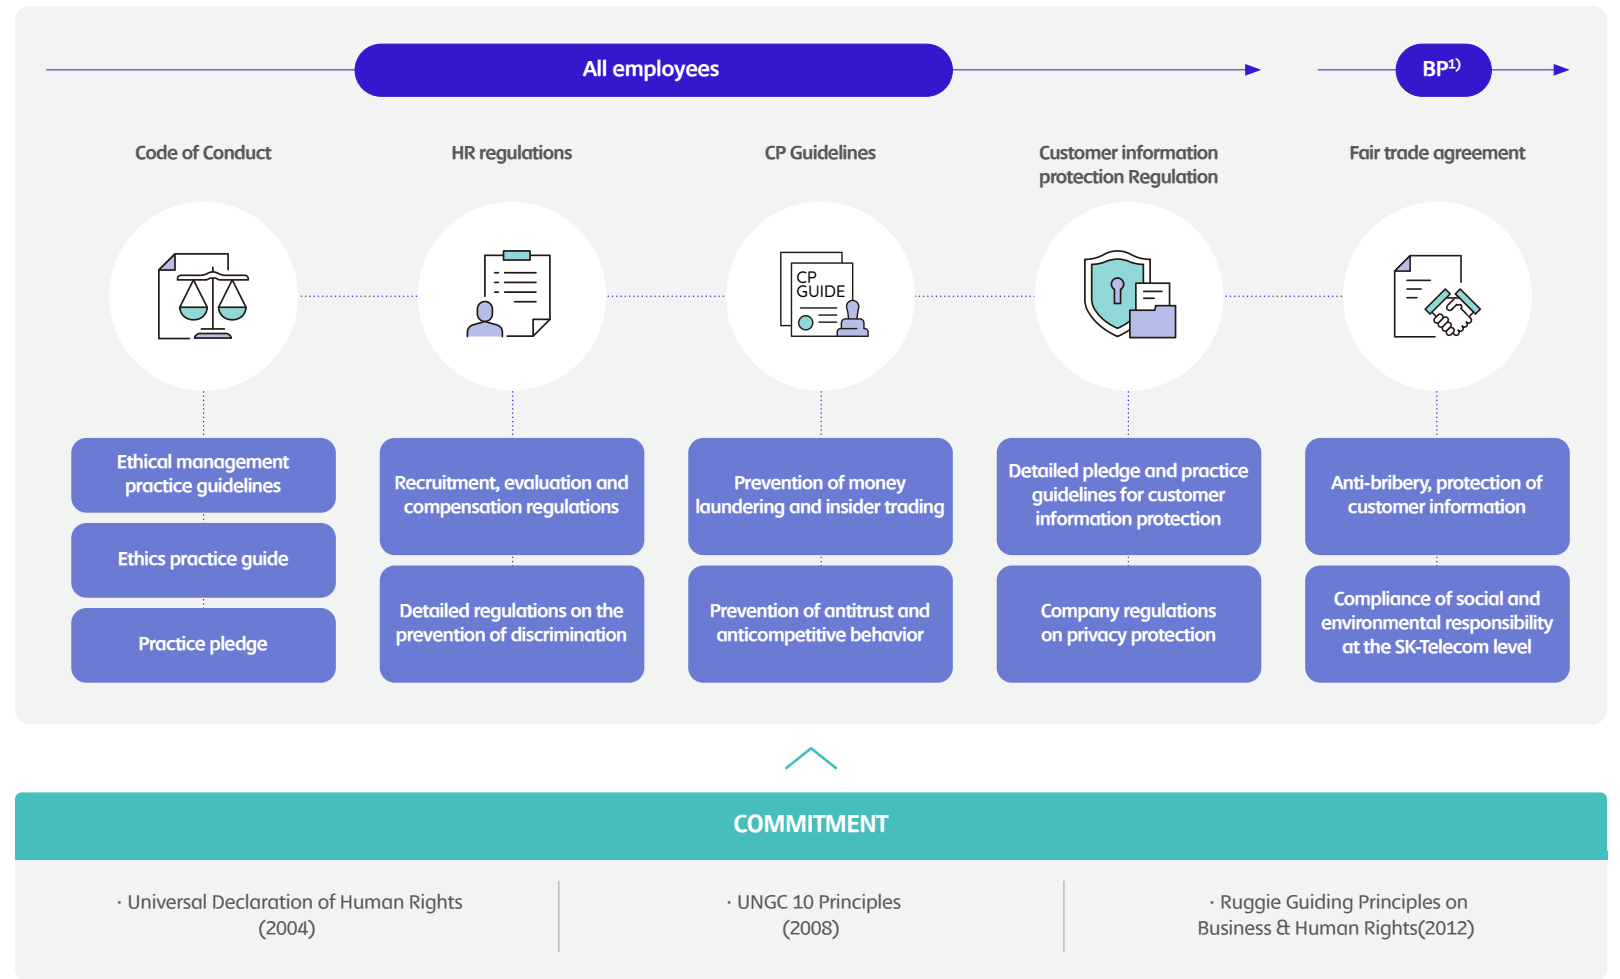 All employees
BP1)
Code of Conduct
HR regulations
CP Guidelines
Customer information
protection Regulation
Fair trade agreement
CP
GUIDE
Ethical management
practice guidelines
Ethics practice guide
Practice pledge
Recruitment, evaluation and
compensation regulations
Detailed regulations on the
prevention of discrimination
Prevention of money
laundering and insider trading
Prevention of antitrust and
anticompetitive behavior
Detailed pledge and practice
guidelines for customer
information protection
Company regulations
on privacy protection
Anti-bribery, protection of
customer information
Compliance of social and
environmental responsibility
at the SK-Telecom level
COMMITMENT
· Universal Declaration of Human Rights
(2004)
· UNGC 10 Principles
(2008)
· Ruggie Guiding Principles on
Business & Human Rights(2012)